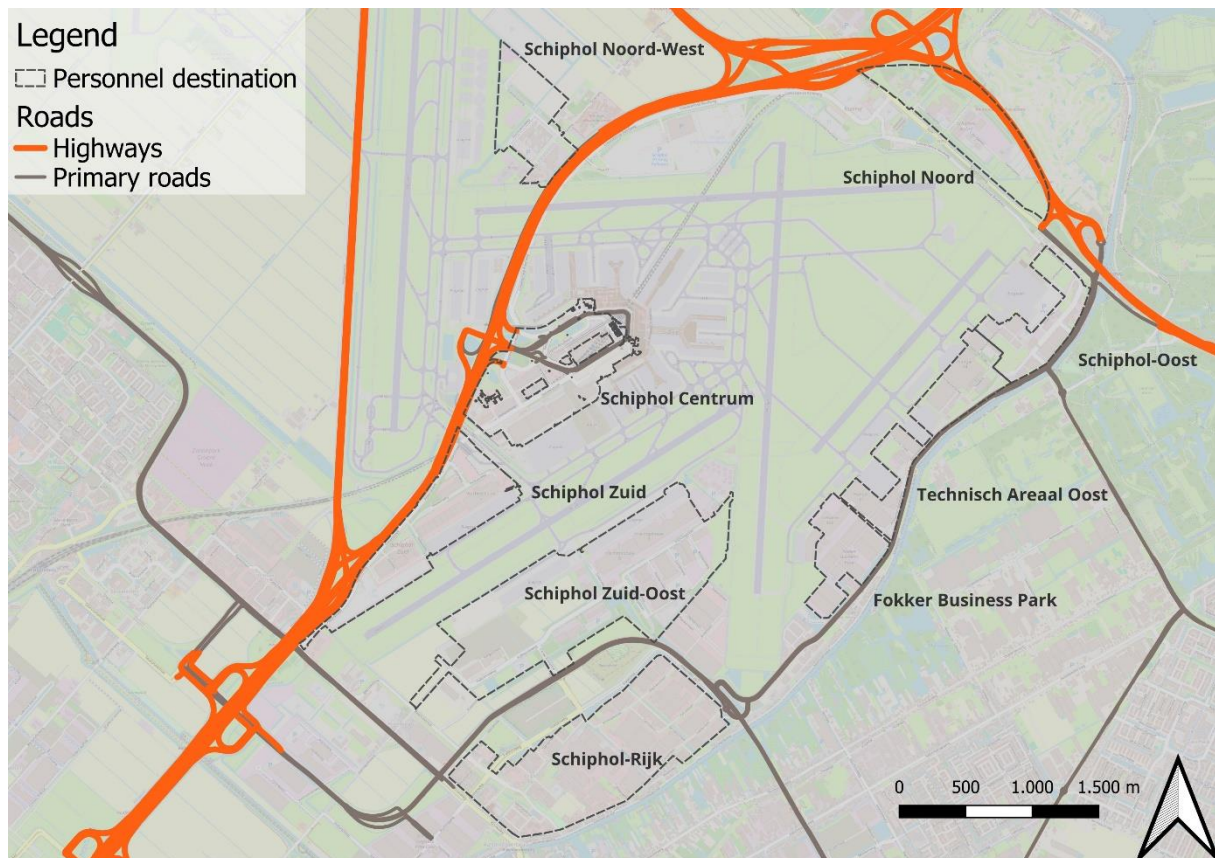 Legend
Personnel destination
Roads
Highways
Primary roads
Schiphol Noord-West
Schiphol Noord
Schiphol-Oost
Schiphol Centrum
Schiphol Zuid
Technisch Areaal Oost
Schiphol Zuid-Oost
Fokker Business Park
Schiphol-Rijk
0 500 1.000 1.500 m